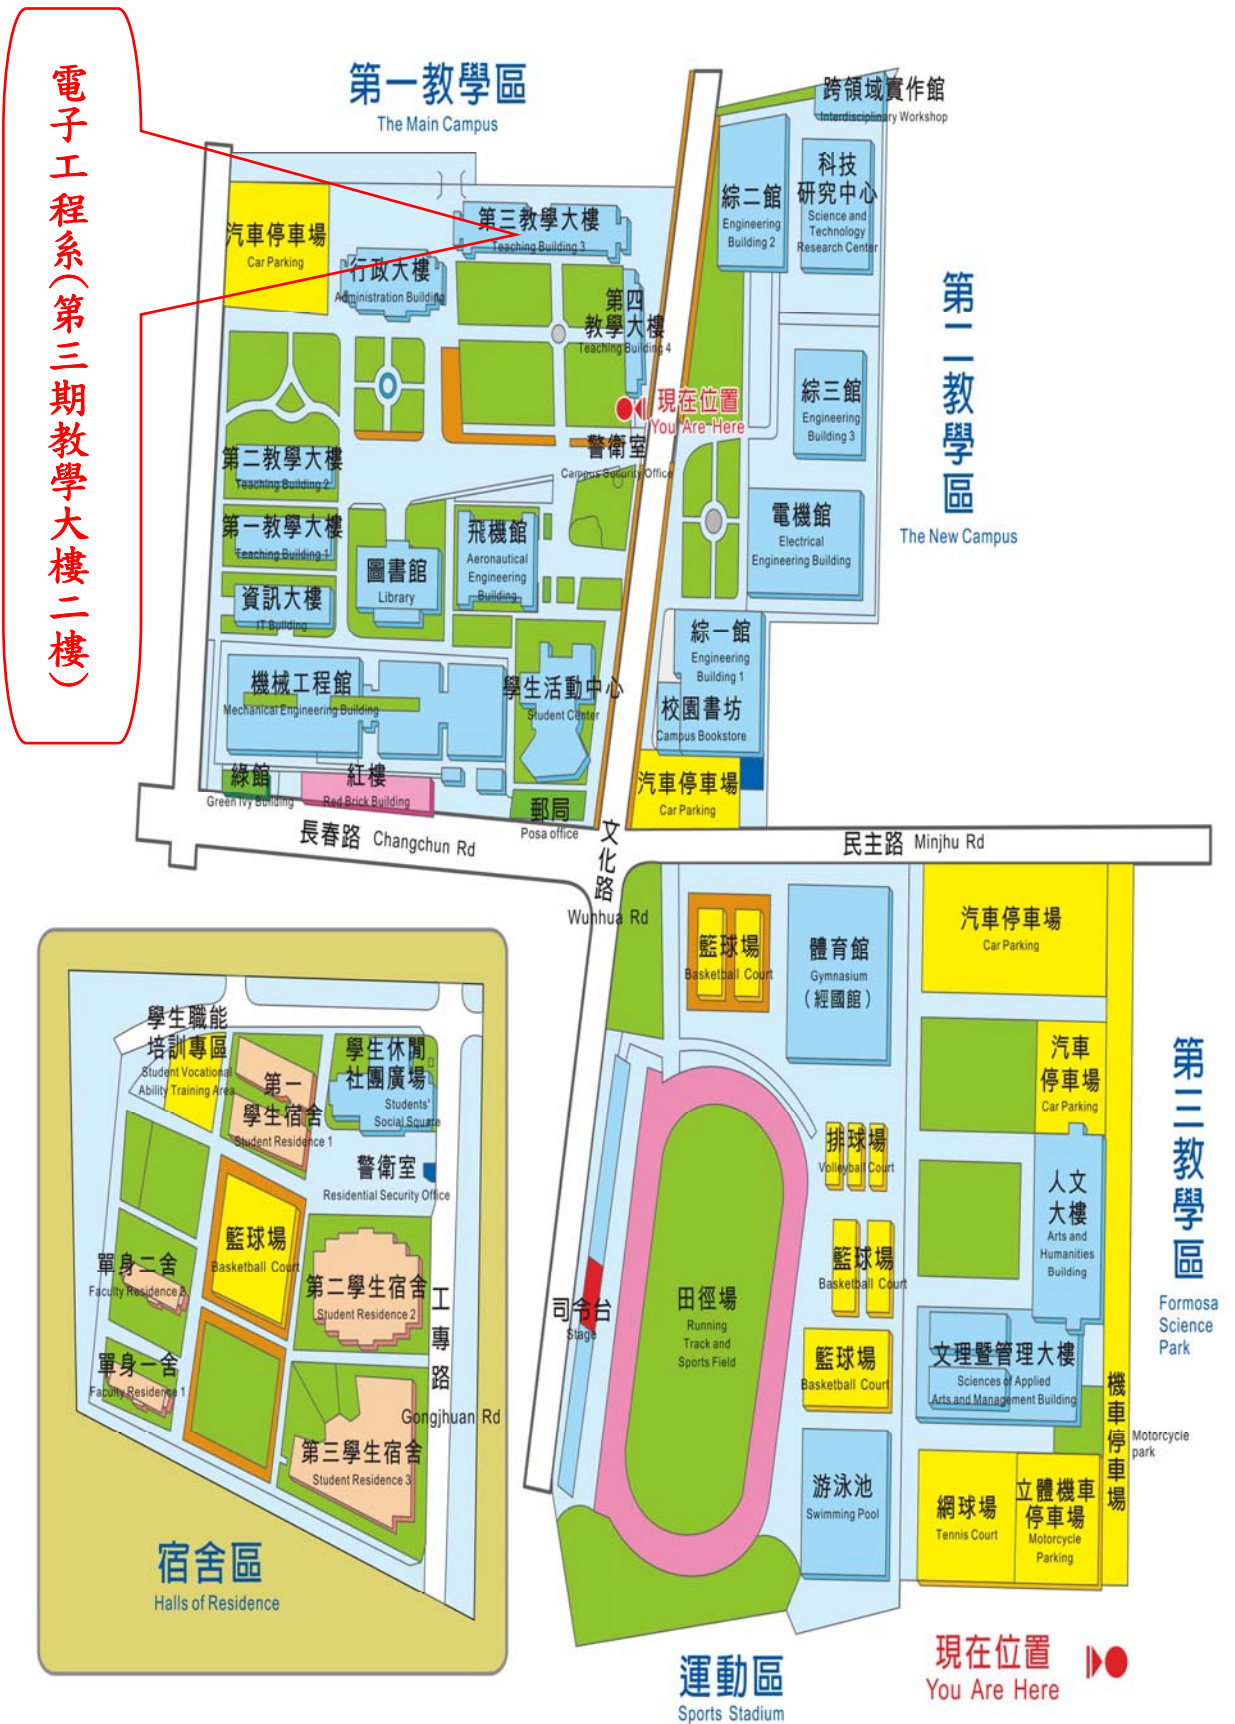 電子工程系(第三期教學大樓二樓)
第一教學區
The Main Campus
跨領域實作館
Interdisciplinary Workshop
科技
研究中心
Science and
Technology
Research Center
綜二館
Engineering
Building 2
汽車停車場
Car Parking
第三教學大樓
Teaching Building 3
行政大樓
Administration Building
第四
教學大樓
Teaching Building 4
第二教學區
The New Campus
綜三館
Engineering
Building 3
現在位置
You Are Here
警衛室
Campus Security Office
第二教學大樓
Teaching Building 2
第一教學大樓
Teaching Building 1
飛機館
Aeronautical
Engineering
Building
電機館
Electrical
Engineering Building
圖書館
Library
資訊大樓
IT Building
綜一館
Engineering
Building 1
機械工程館
Mechanical Engineering Building
學生活動中心
Student Center
校園書坊
Campus Bookstore
綠館
Green Ivy Building
紅樓
Red Brick Building
郵局
Posa office
汽車停車場
Car Parking
長春路 Changchun Rd
文化路
Wunhua Rd
民主路 Minjhu Rd
籃球場
Basketball Court
體育館
Gymnasium
(經國館)
汽車停車場
Car Parking
學生職能
培訓專區
Student Vocational
Ability Training Area
第一
學生宿舍
Student Residence 1
學生休閒
社團廣場
Students'
Social Square
警衛室
Residential Security Office
汽車
停車場
Car Parking
第三教學區
Formosa
Science
Park
排球場
Volleyball Court
人文
大樓
Arts and
Humanities
Building
籃球場
Basketball Court
單身二舍
Faculty Residence 2
第二學生宿舍
Student Residence 2
工專路
Gongjhuan Rd
籃球場
Basketball Court
司令台
Stage
田徑場
Running
Track and
Sports Field
單身一舍
Faculty Residence 1
籃球場
Basketball Court
文理暨管理大樓
Sciences of Applied
Arts and Management Building
機車停車場
Motorcycle
park
第三學生宿舍
Student Residence 3
游泳池
Swimming Pool
網球場
Tennis Court
立體機車
停車場
Motorcycle
Parking
宿舍區
Halls of Residence
運動區
Sports Stadium
現在位置
You Are Here